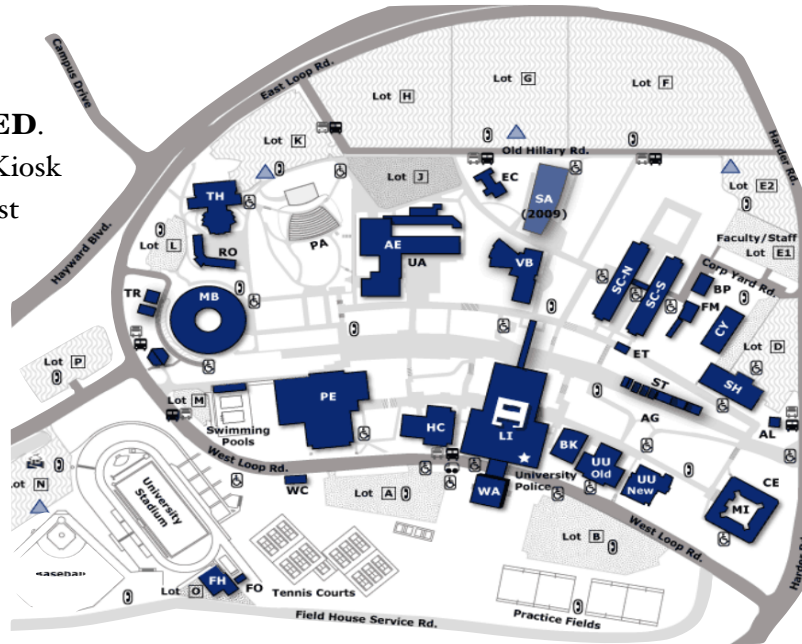 ED.
Kiosk
st
Campus Drive
East Loop Rd.
Lot H
Lot G
Lot F
Lot K
Old Hillary Rd.
Harder Rd.
Lot J
EC
SA
(2009)
Lot E2
TH
PA
Faculty/Staff
Lot E1
Hayward Blvd.
Lot L
RO
AE
UA
VB
SC-N
SC-S
Corp Yard Rd.
BP
FM
CY
TR
MB
ET
Lot D
Lot P
ST
SH
Lot M
PE
HC
LI
AG
AL
Swimming
Pools
West Loop Rd.
BK
UU
Old
UU
New
CE
MI
University
Police
WA
WC
Lot A
Lot N
University
Stadium
Lot B
West Loop Rd.
Harder Rd.
Baseball
FH
FO
Lot O
Tennis Courts
Practice Fields
Field House Service Rd.